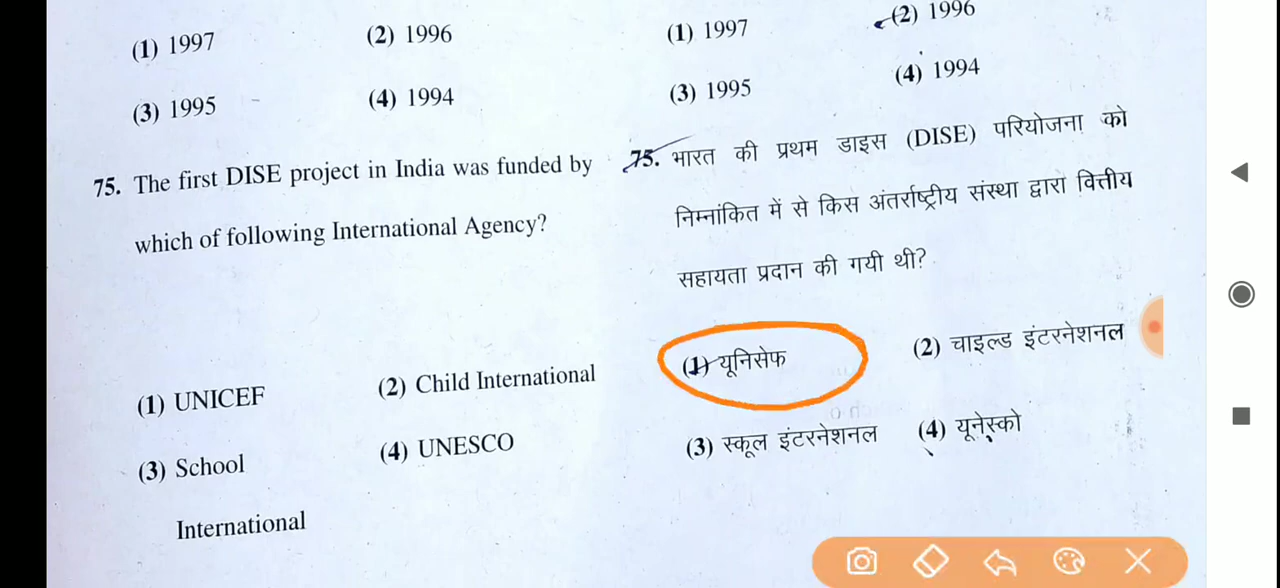 (1) 1997 (2) 1996
(3) 1995 (4) 1994
75. The first DISE project in India was funded by
which of following International Agency?
(1) UNICEF (2) Child International
(3) School (4) UNESCO
International
(1) 1997 (2) 1996
(3) 1995 (4) 1994
75. भारत की प्रथम डाइस (DISE) परियोजना को
निम्नांकित में से किस अंतर्राष्ट्रीय संस्था द्वारा वित्तीय
सहायता प्रदान की गयी थी?
(1) यूनिसेफ (2) चाइल्ड इंटरनेशनल
(3) स्कूल इंटरनेशनल (4) यूनेस्को